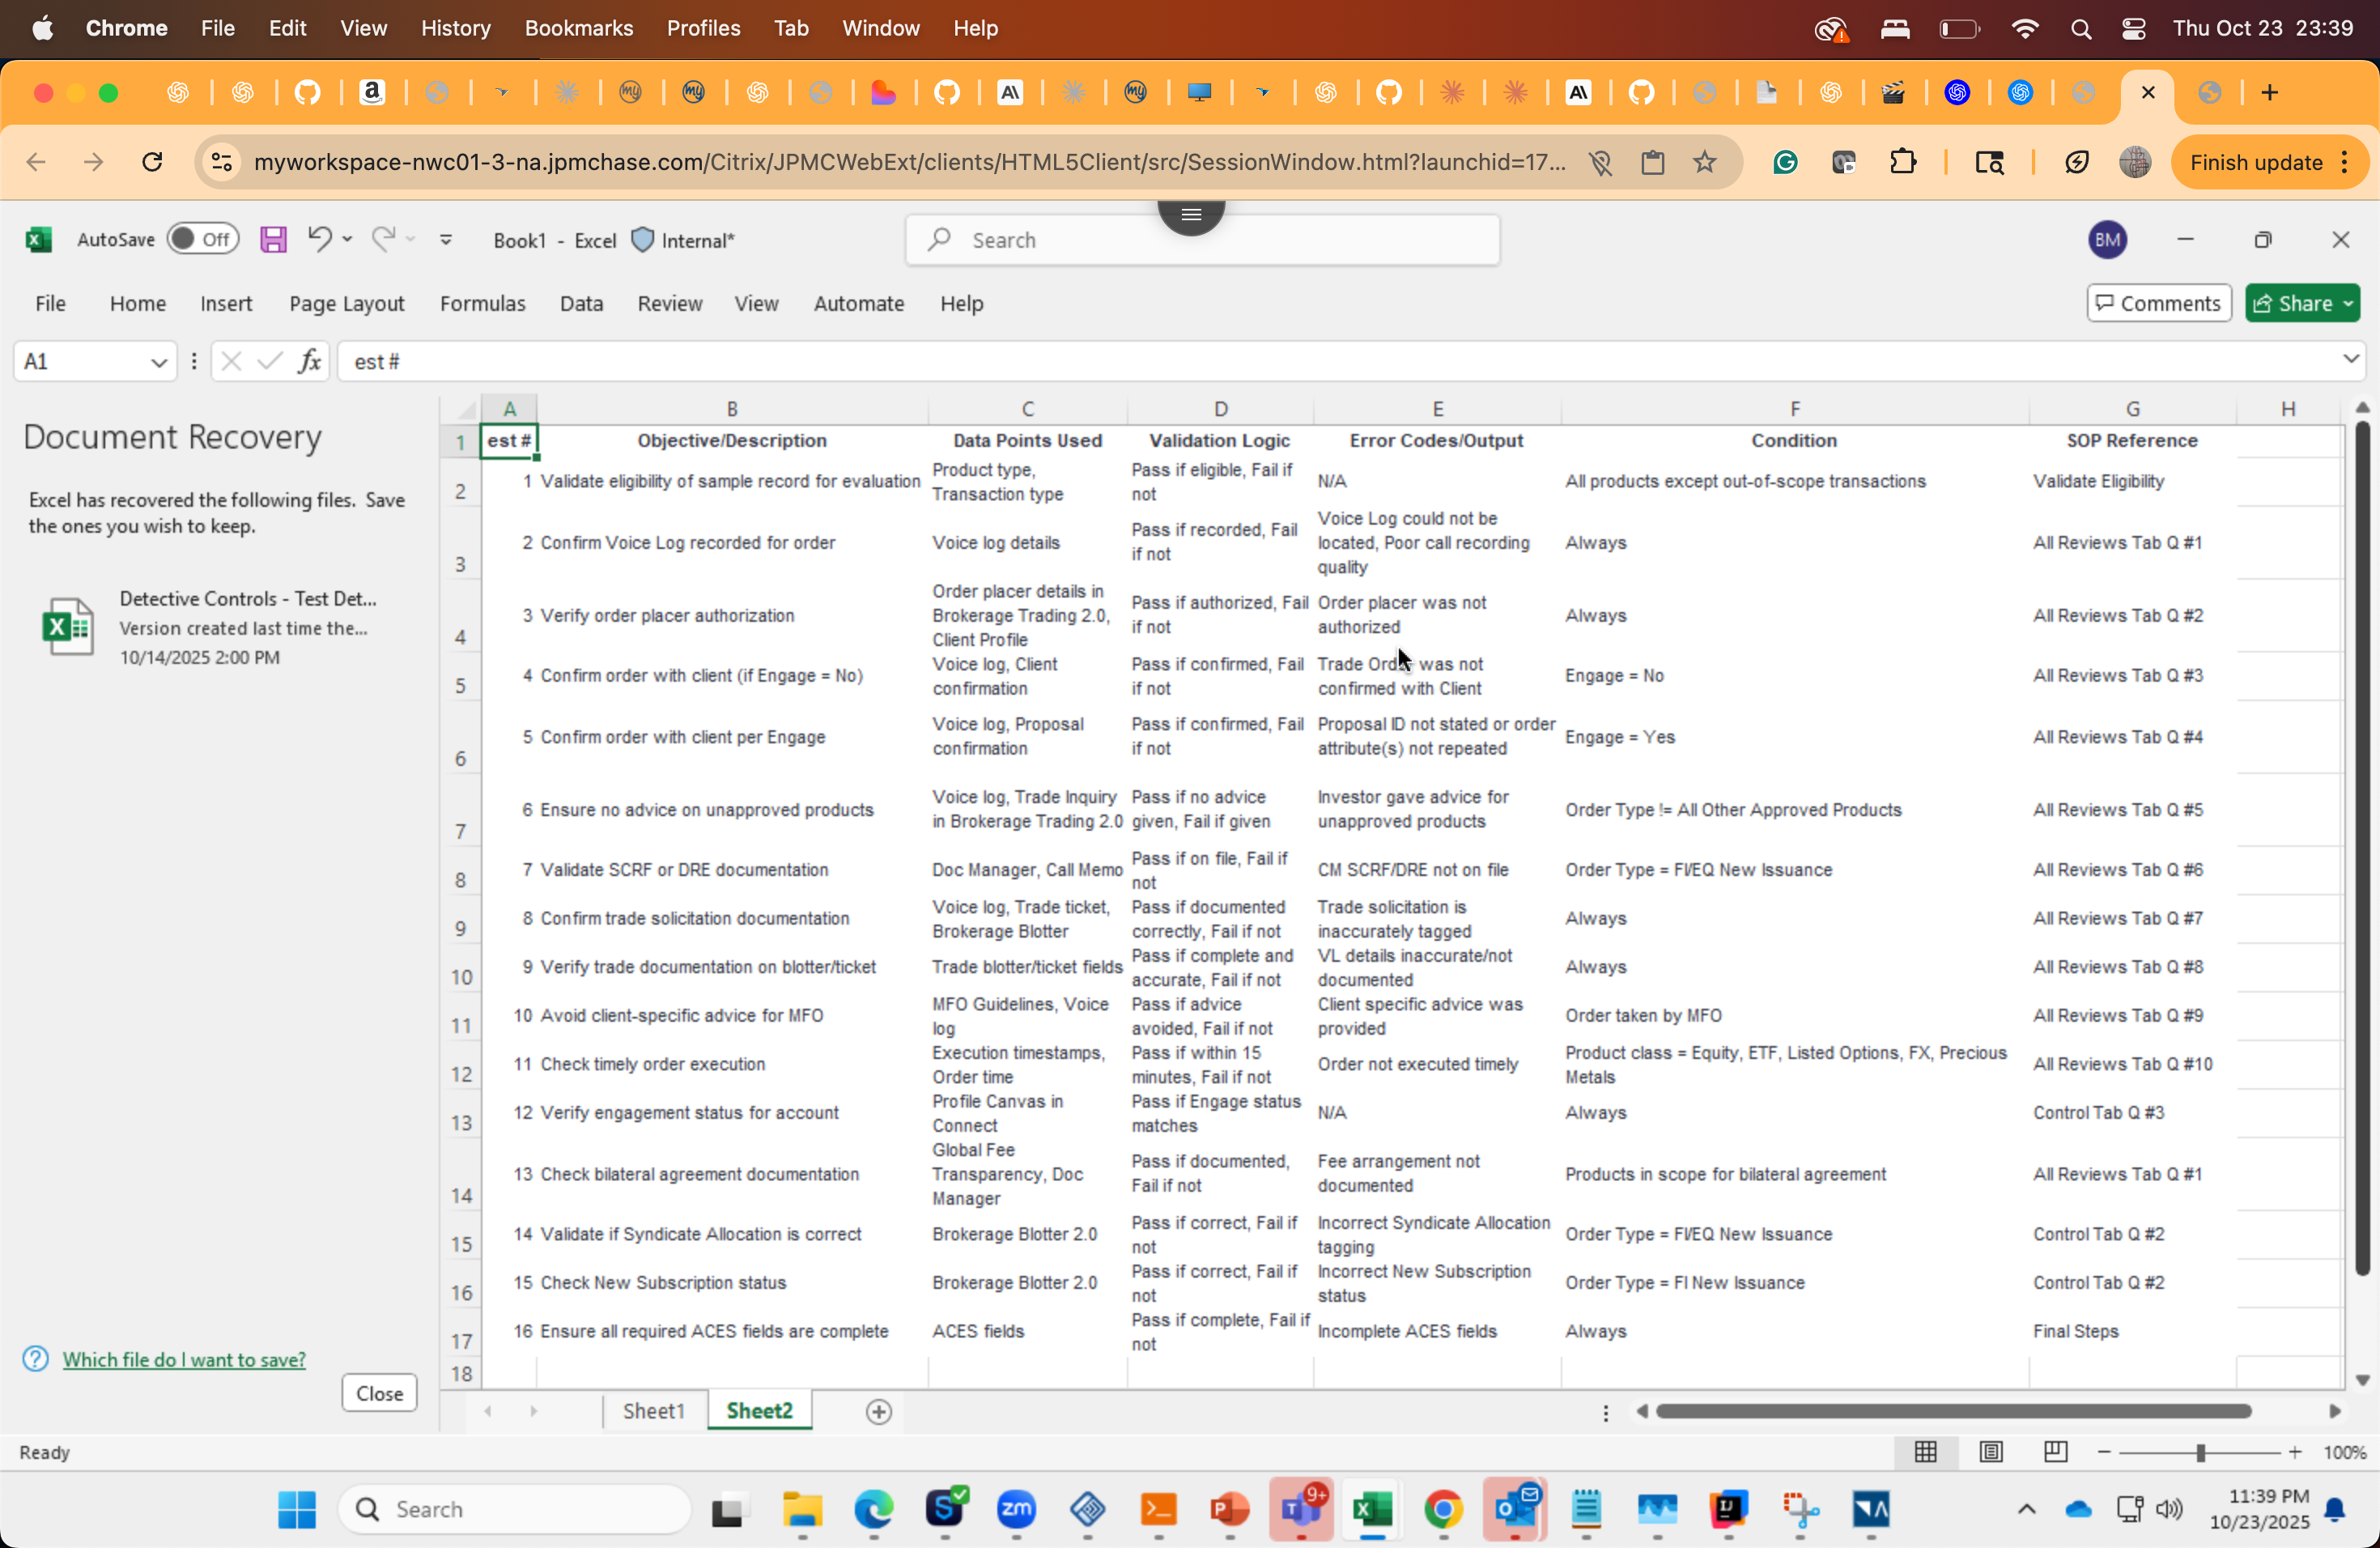 Chrome File Edit View History Bookmarks Profiles Tab Window Help Thu Oct 23 23:39
myworkspace-nwc01-3-na.jpmchase.com/Citrix/JPMCWebExt/clients/HTML5Client/src/SessionWindow.html?launchid=17... Finish update
AutoSave Off Book1 - Excel Internal* Search BM
File Home Insert Page Layout Formulas Data Review View Automate Help Comments Share
A1 fx est #
Document Recovery
Excel has recovered the following files. Save
the ones you wish to keep.
Detective Controls - Test Det...
Version created last time the...
10/14/2025 2:00 PM
Which file do I want to save?
Close
A B C D E F G H
1 est # Objective/Description Data Points Used Validation Logic Error Codes/Output Condition SOP Reference
2 1 Validate eligibility of sample record for evaluation Product type, Transaction type Pass if eligible, Fail if not N/A All products except out-of-scope transactions Validate Eligibility
3 2 Confirm Voice Log recorded for order Voice log details Pass if recorded, Fail if not Voice Log could not be located, Poor call recording quality Always All Reviews Tab Q #1
4 3 Verify order placer authorization Order placer details in Brokerage Trading 2.0, Client Profile Pass if authorized, Fail if not Order placer was not authorized Always All Reviews Tab Q #2
5 4 Confirm order with client (if Engage = No) Voice log, Client confirmation Pass if confirmed, Fail if not Trade Order was not confirmed with Client Engage = No All Reviews Tab Q #3
6 5 Confirm order with client per Engage Voice log, Proposal confirmation Pass if confirmed, Fail if not Proposal ID not stated or order attribute(s) not repeated Engage = Yes All Reviews Tab Q #4
7 6 Ensure no advice on unapproved products Voice log, Trade Inquiry in Brokerage Trading 2.0 Pass if no advice given, Fail if given Investor gave advice for unapproved products Order Type != All Other Approved Products All Reviews Tab Q #5
8 7 Validate SCRF or DRE documentation Doc Manager, Call Memo Pass if on file, Fail if not CM SCRF/DRE not on file Order Type = FI/EQ New Issuance All Reviews Tab Q #6
9 8 Confirm trade solicitation documentation Voice log, Trade ticket, Brokerage Blotter Pass if documented correctly, Fail if not Trade solicitation is inaccurately tagged Always All Reviews Tab Q #7
10 9 Verify trade documentation on blotter/ticket Trade blotter/ticket fields Pass if complete and accurate, Fail if not VL details inaccurate/not documented Always All Reviews Tab Q #8
11 10 Avoid client-specific advice for MFO MFO Guidelines, Voice log Pass if advice avoided, Fail if not Client specific advice was provided Order taken by MFO All Reviews Tab Q #9
12 11 Check timely order execution Execution timestamps, Order time Pass if within 15 minutes, Fail if not Order not executed timely Product class = Equity, ETF, Listed Options, FX, Precious Metals All Reviews Tab Q #10
13 12 Verify engagement status for account Profile Canvas in Connect Pass if Engage status matches N/A Always Control Tab Q #3
14 13 Check bilateral agreement documentation Global Fee Transparency, Doc Manager Pass if documented, Fail if not Fee arrangement not documented Products in scope for bilateral agreement All Reviews Tab Q #1
15 14 Validate if Syndicate Allocation is correct Brokerage Blotter 2.0 Pass if correct, Fail if not Incorrect Syndicate Allocation tagging Order Type = FI/EQ New Issuance Control Tab Q #2
16 15 Check New Subscription status Brokerage Blotter 2.0 Pass if correct, Fail if not Incorrect New Subscription status Order Type = FI New Issuance Control Tab Q #2
17 16 Ensure all required ACES fields are complete ACES fields Pass if complete, Fail if not Incomplete ACES fields Always Final Steps
18
Sheet1 Sheet2
Ready 100%
Search 9+ 11:39 PM
10/23/2025